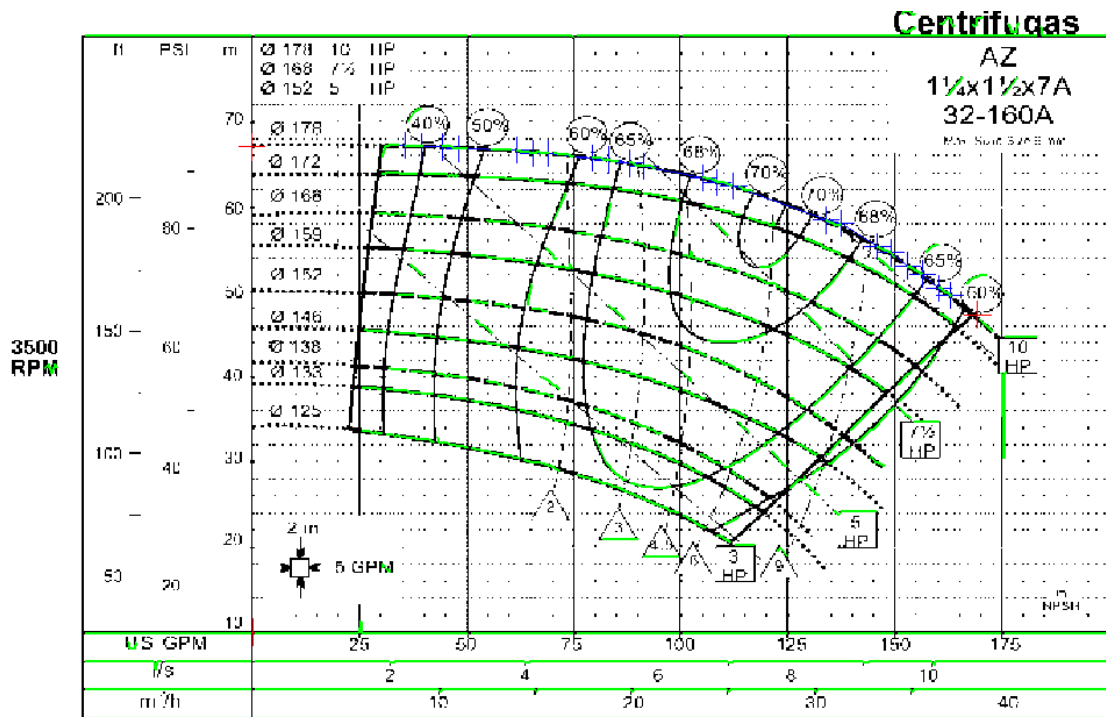 Centrifugas
AZ
1¼x1½x7A
32-160A
ft PSI m
Ø 178 10 HP
Ø 168 7½ HP
Ø 152 5 HP
70
Ø 178
40% 50% 60% 65% 68% 70% 70% 68% 65% 60%
Ø 172
200
Ø 168
60
80
Ø 159
Ø 152
50
Ø 146
150
60
3500
RPM
Ø 138
40
Ø 133
10
HP
Ø 125
7½
HP
100
40
30
2
3
5
HP
2 in
20
3
HP
9
5 GPM
50
20
m
NPSH
10
US GPM 25 50 75 100 125 150 175
l/s 2 4 6 8 10
m³/h 10 20 30 40